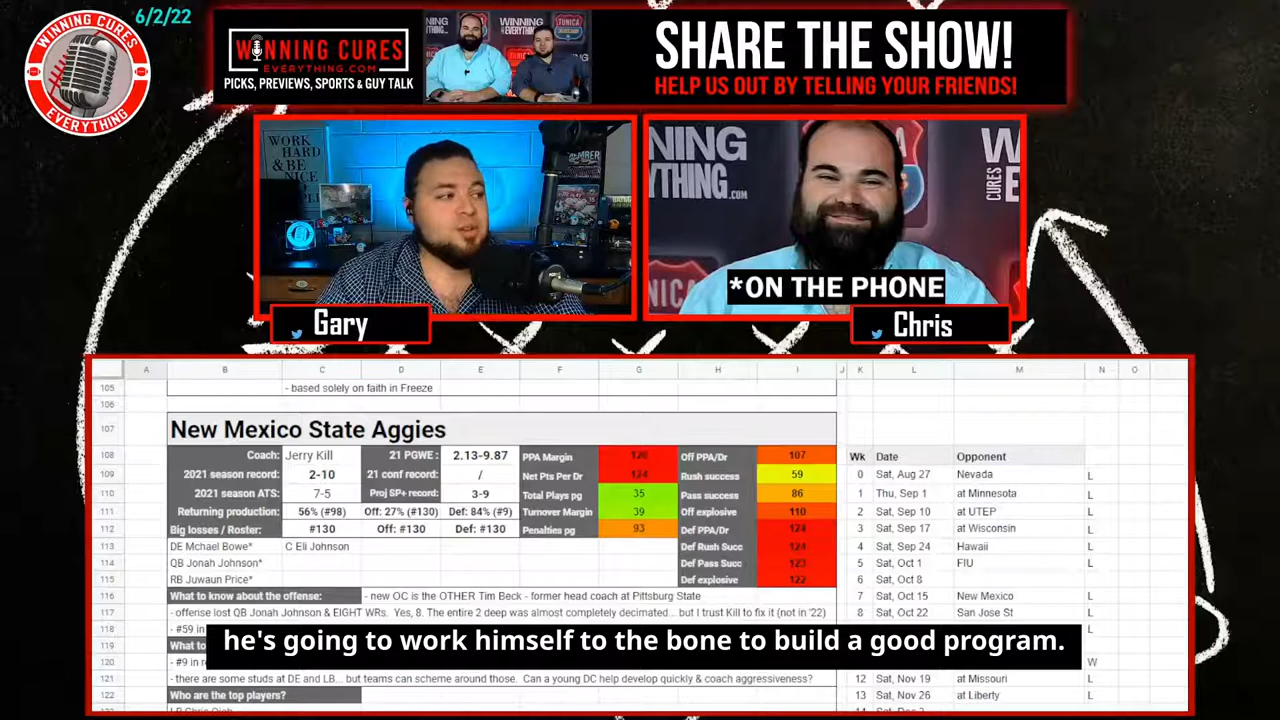 6/2/22
WINNING CURES
EVERYTHING
WINNING CURES
EVERYTHING.COM
PICKS, PREVIEWS, SPORTS & GUY TALK
WINNING
EVERYTHING
TUNICA
SHARE THE SHOW!
HELP US OUT BY TELLING YOUR FRIENDS!
WORK
HARD
& BE
NICE
NING
YTHING
.COM
W
CURES
E
NICA
*ON THE PHONE
Gary
Chris
A B C D E F G H I J K L M N O
105 - based solely on faith in Freeze
106
107 New Mexico State Aggies
108 Coach: Jerry Kill 21 PGWE : 2.13-9.87 PPA Margin 120 Off PPA/Dr 107 Wk Date Opponent
109 2021 season record: 2-10 21 conf record: / Net Pts Per Dr 124 Rush success 59 0 Sat, Aug 27 Nevada L
110 2021 season ATS: 7-5 Proj SP+ record: 3-9 Total Plays pg 35 Pass success 86 1 Thu, Sep 1 at Minnesota L
111 Returning production: 56% (#98) Off: 27% (#130) Def: 84% (#9) Turnover Margin 39 Off explosive 110 2 Sat, Sep 10 at UTEP L
112 Big losses / Roster: #130 Off: #130 Def: #130 Penalties pg 93 Def PPA/Dr 124 3 Sat, Sep 17 at Wisconsin L
113 DE Mchael Bowe* C Eli Johnson Def Rush Succ 124 4 Sat, Sep 24 Hawaii L
114 QB Jonah Johnson* Def Pass Succ 123 5 Sat, Oct 1 FIU L
115 RB Juwaun Price* Def explosive 122 6 Sat, Oct 8
116 What to know about the offense: - new OC is the OTHER Tim Beck - former head coach at Pittsburg State 7 Sat, Oct 15 New Mexico L
117 - offense lost QB Jonah Johnson & EIGHT WRs. Yes, 8. The entire 2 deep was almost completely decimated... but I trust Kill to fix it (not in '22) 8 Sat, Oct 22 San Jose St L
118 - #59 in L
119 What to
he's going to work himself to the bone to build a good program.
120 - #9 in r W
121 - there are some studs at DE and LB... but teams can scheme around those. Can a young DC help develop quickly & coach aggressiveness? 12 Sat, Nov 19 at Missouri L
122 Who are the top players? 13 Sat, Nov 26 at Liberty L